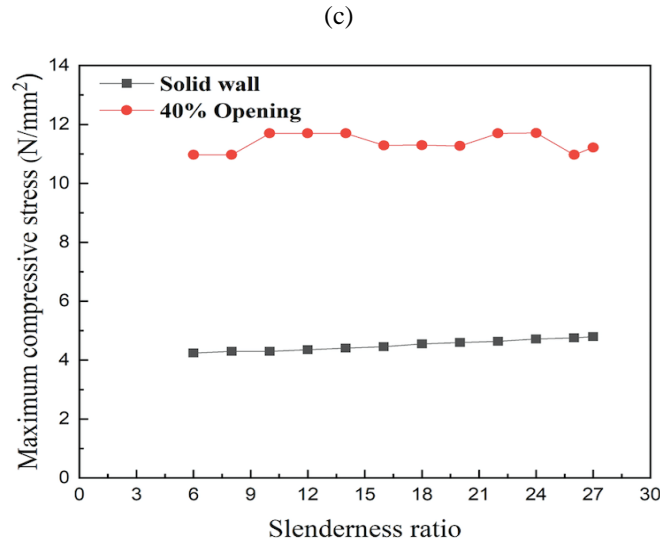 (c)
14
12
10
8
6
4
2
0
Maximum compressive stress (N/mm²)
Solid wall
40% Opening
0 3 6 9 12 15 18 21 24 27 30
Slenderness ratio